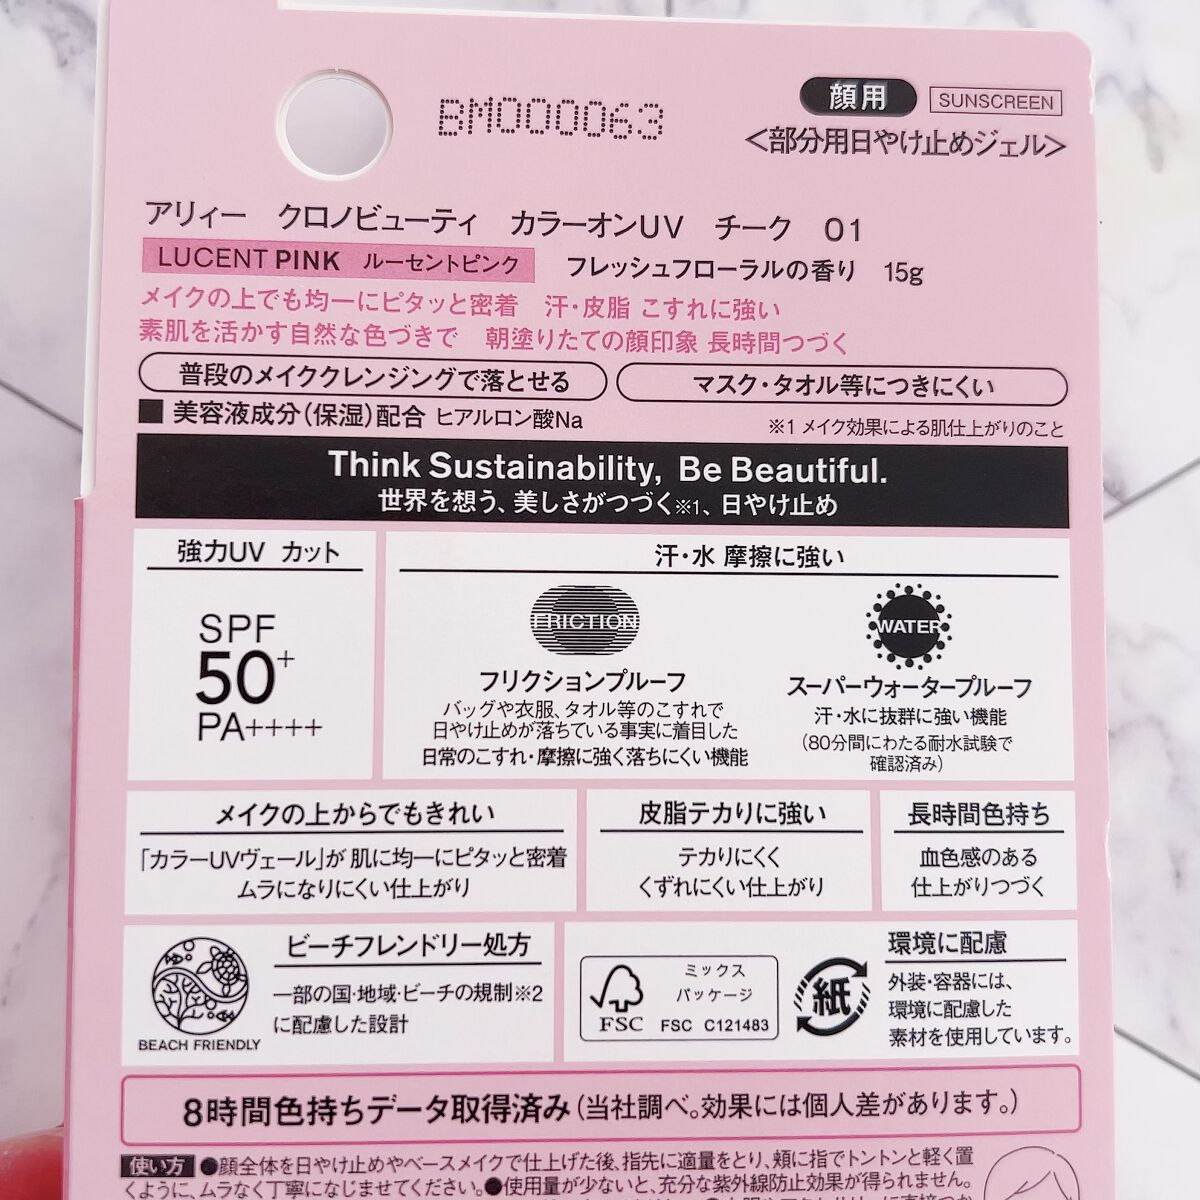 BM000063
顔用 SUNSCREEN
<部分用日やけ止めジェル>
アリィー クロノビューティ カラーオンUV チーク 01
LUCENT PINK ルーセントピンク フレッシュフローラルの香り 15g
メイクの上でも均一にピタッと密着 汗・皮脂 こすれに強い
素肌を活かす自然な色づきで 朝塗りたての顔印象 長時間つづく
普段のメイククレンジングで落とせる マスク・タオル等につきにくい
■ 美容液成分(保湿)配合 ヒアルロン酸Na
※1 メイク効果による肌仕上がりのこと
Think Sustainability, Be Beautiful.
世界を想う、美しさがつづく※1、日やけ止め
強力UV カット
SPF
50+
PA++++
汗・水 摩擦に強い
FRICTION
フリクションプルーフ
バッグや衣服、タオル等のこすれで
日やけ止めが落ちている事実に着目した
日常のこすれ・摩擦に強く落ちにくい機能
WATER
スーパーウォータープルーフ
汗・水に抜群に強い機能
(80分間にわたる耐水試験で
確認済み)
メイクの上からでもきれい
「カラーUVヴェール」が 肌に均一にピタッと密着
ムラになりにくい仕上がり
皮脂テカりに強い
テカりにくく
くずれにくい仕上がり
長時間色持ち
血色感のある
仕上がりつづく
BEACH FRIENDLY
ビーチフレンドリー処方
一部の国・地域・ビーチの規制※2
に配慮した設計
FSC
ミックス
パッケージ
FSC C121483
紙
環境に配慮
外装・容器には、
環境に配慮した
素材を使用しています。
8時間色持ちデータ取得済み(当社調べ。効果には個人差があります。)
使い方 ●顔全体を日やけ止めやベースメイクで仕上げた後、指先に適量をとり、頬に指でトントンと軽く置
くように、ムラなく丁寧になじませてください。●使用量が少ないと、充分な紫外線防止効果が得られません。